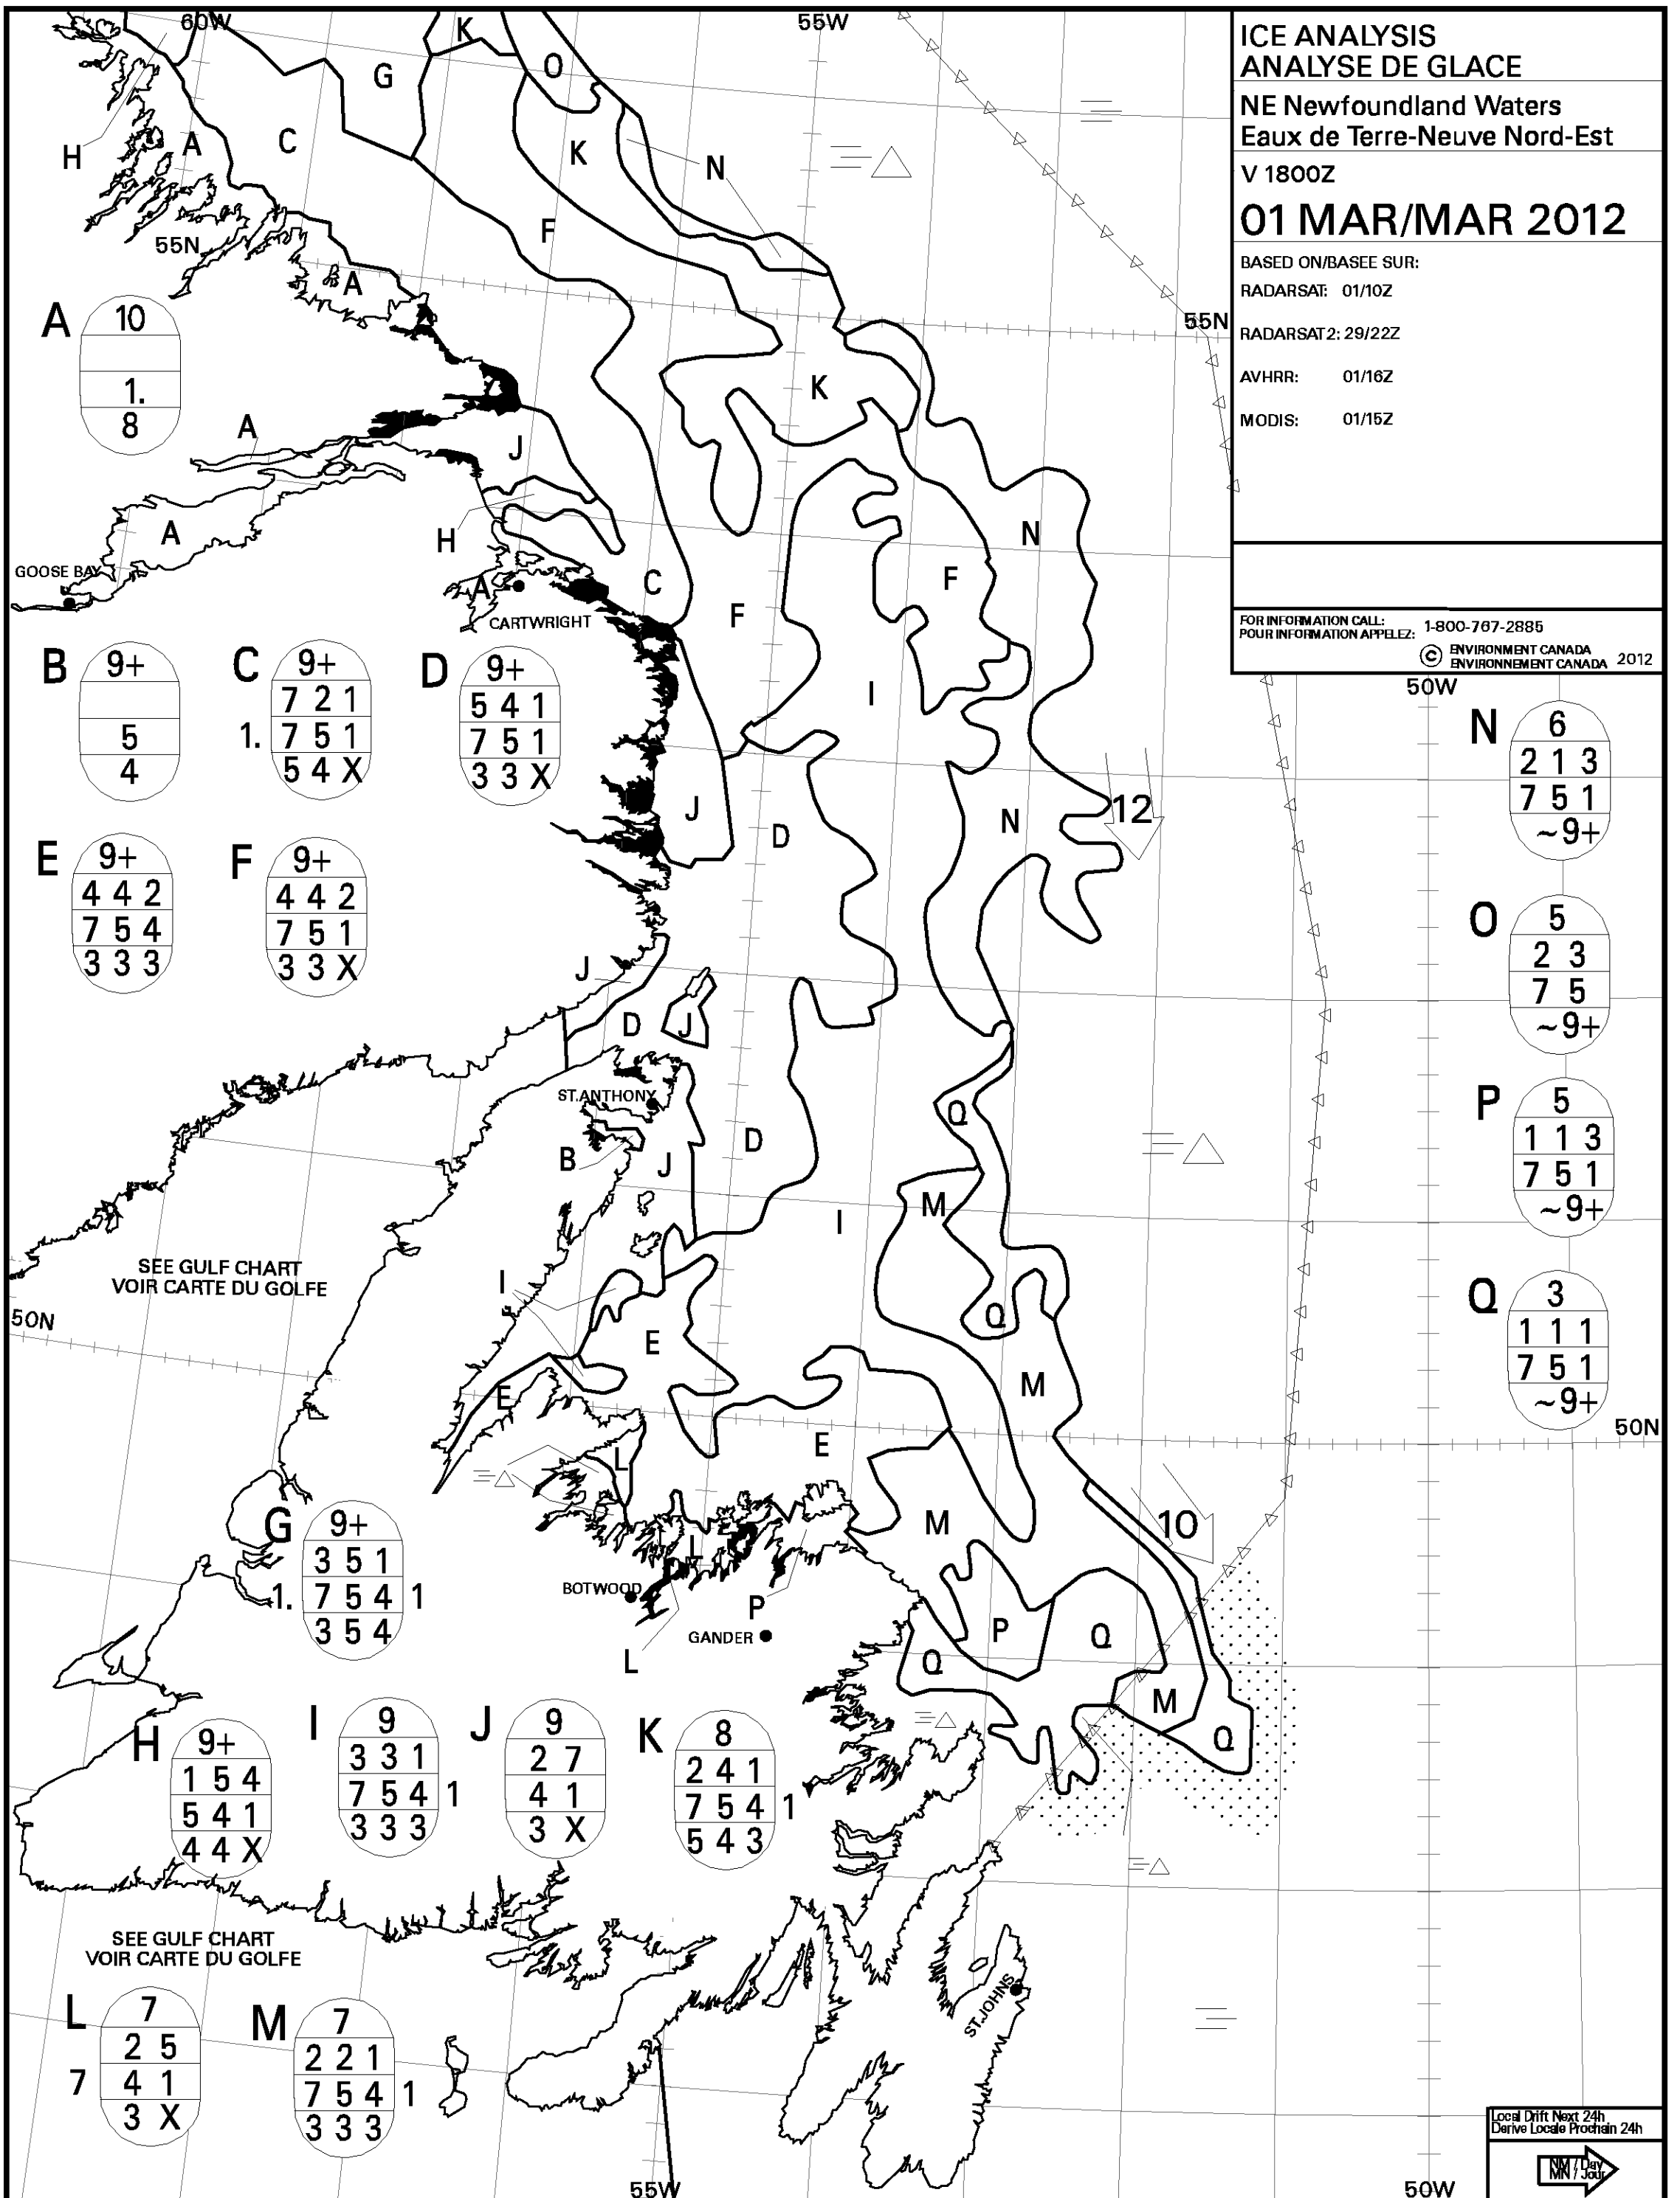 ICE ANALYSIS
ANALYSE DE GLACE
NE Newfoundland Waters
Eaux de Terre-Neuve Nord-Est
V 1800Z
01 MAR/MAR 2012
BASED ON/BASEE SUR:
RADARSAT: 01/10Z
RADARSAT2: 29/22Z
AVHRR: 01/16Z
MODIS: 01/15Z
FOR INFORMATION CALL:
POUR INFORMATION APPELEZ: 1-800-767-2885
© ENVIRONMENT CANADA
ENVIRONNEMENT CANADA 2012
60W
55W
K
O
G
H
A
C
K
N
F
55N
A
55N
K
A
J
A
H
N
GOOSE BAY
A
CARTWRIGHT
C
F
F
I
50W
J
D
N
12
J
D
J
ST.ANTHONY
Q
B
J
D
M
I
SEE GULF CHART
VOIR CARTE DU GOLFE
I
50N
Q
E
M
E
E
50N
L
M
10
L
BOTWOOD
P
GANDER
L
P
Q
Q
M
Q
SEE GULF CHART
VOIR CARTE DU GOLFE
ST.JOHNS
55W
50W
A
10
1.
8
B
9+
5
4
C
9+
7 2 1
1. 7 5 1
5 4 X
D
9+
5 4 1
7 5 1
3 3 X
E
9+
4 4 2
7 5 4
3 3 3
F
9+
4 4 2
7 5 1
3 3 X
G
9+
3 5 1
1. 7 5 4 1
3 5 4
H
9+
1 5 4
5 4 1
4 4 X
I
9
3 3 1
7 5 4 1
3 3 3
J
9
2 7
4 1
3 X
K
8
2 4 1
7 5 4 1
5 4 3
L
7
2 5
7 4 1
3 X
M
7
2 2 1
7 5 4 1
3 3 3
N
6
2 1 3
7 5 1
~9+
O
5
2 3
7 5
~9+
P
5
1 1 3
7 5 1
~9+
Q
3
1 1 1
7 5 1
~9+
Local Drift Next 24h
Derive Locale Prochain 24h
NM / Day
MN / Jour